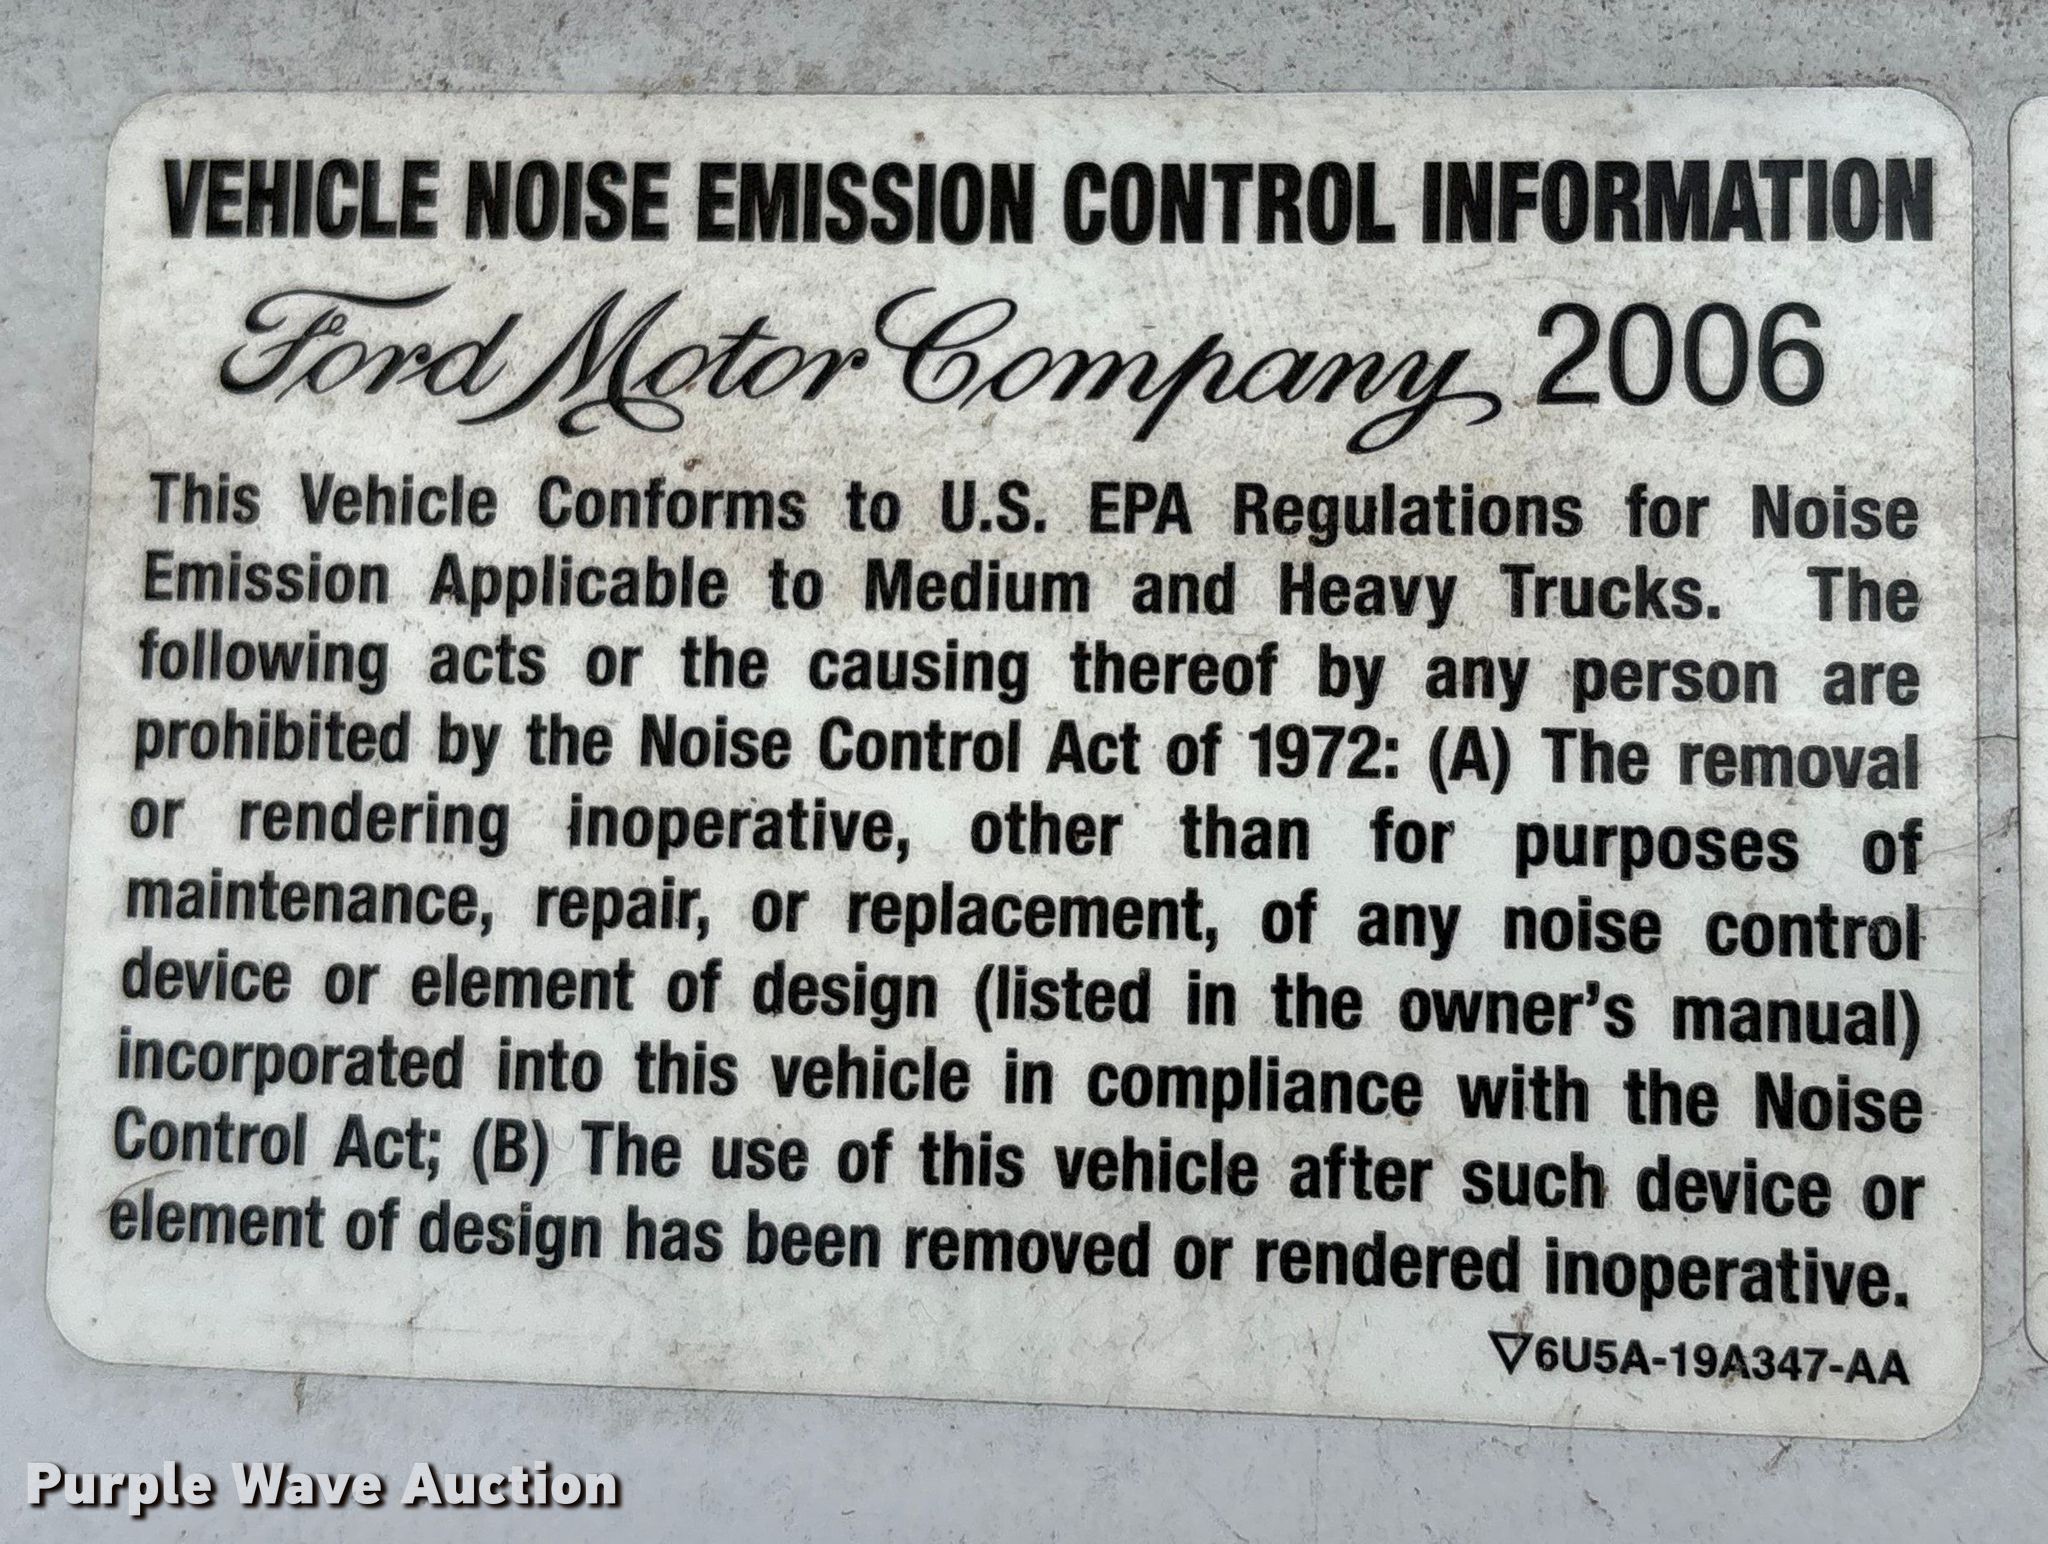 VEHICLE NOISE EMISSION CONTROL INFORMATION
Ford Motor Company 2006
This Vehicle Conforms to U.S. EPA Regulations for Noise
Emission Applicable to Medium and Heavy Trucks. The
following acts or the causing thereof by any person are
prohibited by the Noise Control Act of 1972: (A) The removal
or rendering inoperative, other than for purposes of
maintenance, repair, or replacement, of any noise control
device or element of design (listed in the owner's manual)
incorporated into this vehicle in compliance with the Noise
Control Act; (B) The use of this vehicle after such device or
element of design has been removed or rendered inoperative.
▽6U5A-19A347-AA
Purple Wave Auction